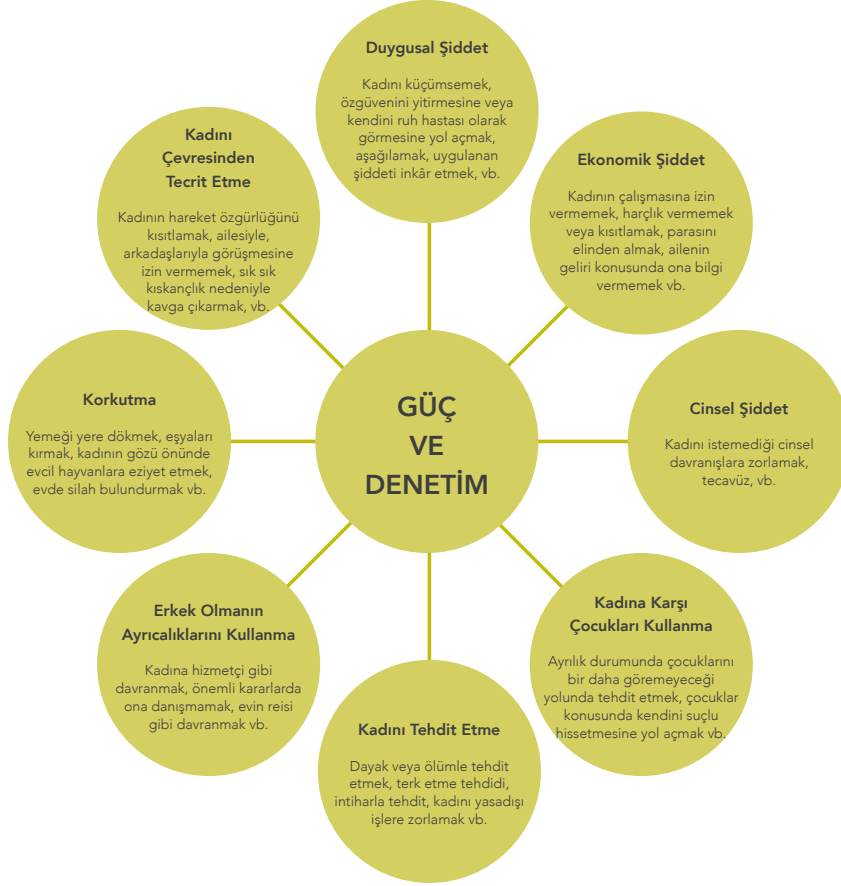 Duygusal Şiddet
Kadını küçümsemek,
özgüvenini yitirmesine veya
kendini ruh hastası olarak
görmesine yol açmak,
aşağılamak, uygulanan
şiddeti inkâr etmek, vb.
Ekonomik Şiddet
Kadının çalışmasına izin
vermemek, harçlık vermemek
veya kısıtlamak, parasını
elinden almak, ailenin
geliri konusunda ona bilgi
vermemek vb.
Cinsel Şiddet
Kadını istemediği cinsel
davranışlara zorlamak,
tecavüz, vb.
Kadına Karşı
Çocukları Kullanma
Ayrılık durumunda çocuklarını
bir daha göremeyeceği
yolunda tehdit etmek, çocuklar
konusunda kendini suçlu
hissetmesine yol açmak vb.
Kadını Tehdit Etme
Dayak veya ölümle tehdit
etmek, terk etme tehdidi,
intiharla tehdit, kadını yasadışı
işlere zorlamak vb.
Erkek Olmanın
Ayrıcalıklarını Kullanma
Kadına hizmetçi gibi
davranmak, önemli kararlarda
ona danışmamak, evin reisi
gibi davranmak vb.
Korkutma
Yemeği yere dökmek, eşyaları
kırmak, kadının gözü önünde
evcil hayvanlara eziyet etmek,
evde silah bulundurmak vb.
Kadını
Çevresinden
Tecrit Etme
Kadının hareket özgürlüğünü
kısıtlamak, ailesiyle,
arkadaşlarıyla görüşmesine
izin vermemek, sık sık
kıskançlık nedeniyle
kavga çıkarmak, vb.
GÜÇ
VE
DENETİM